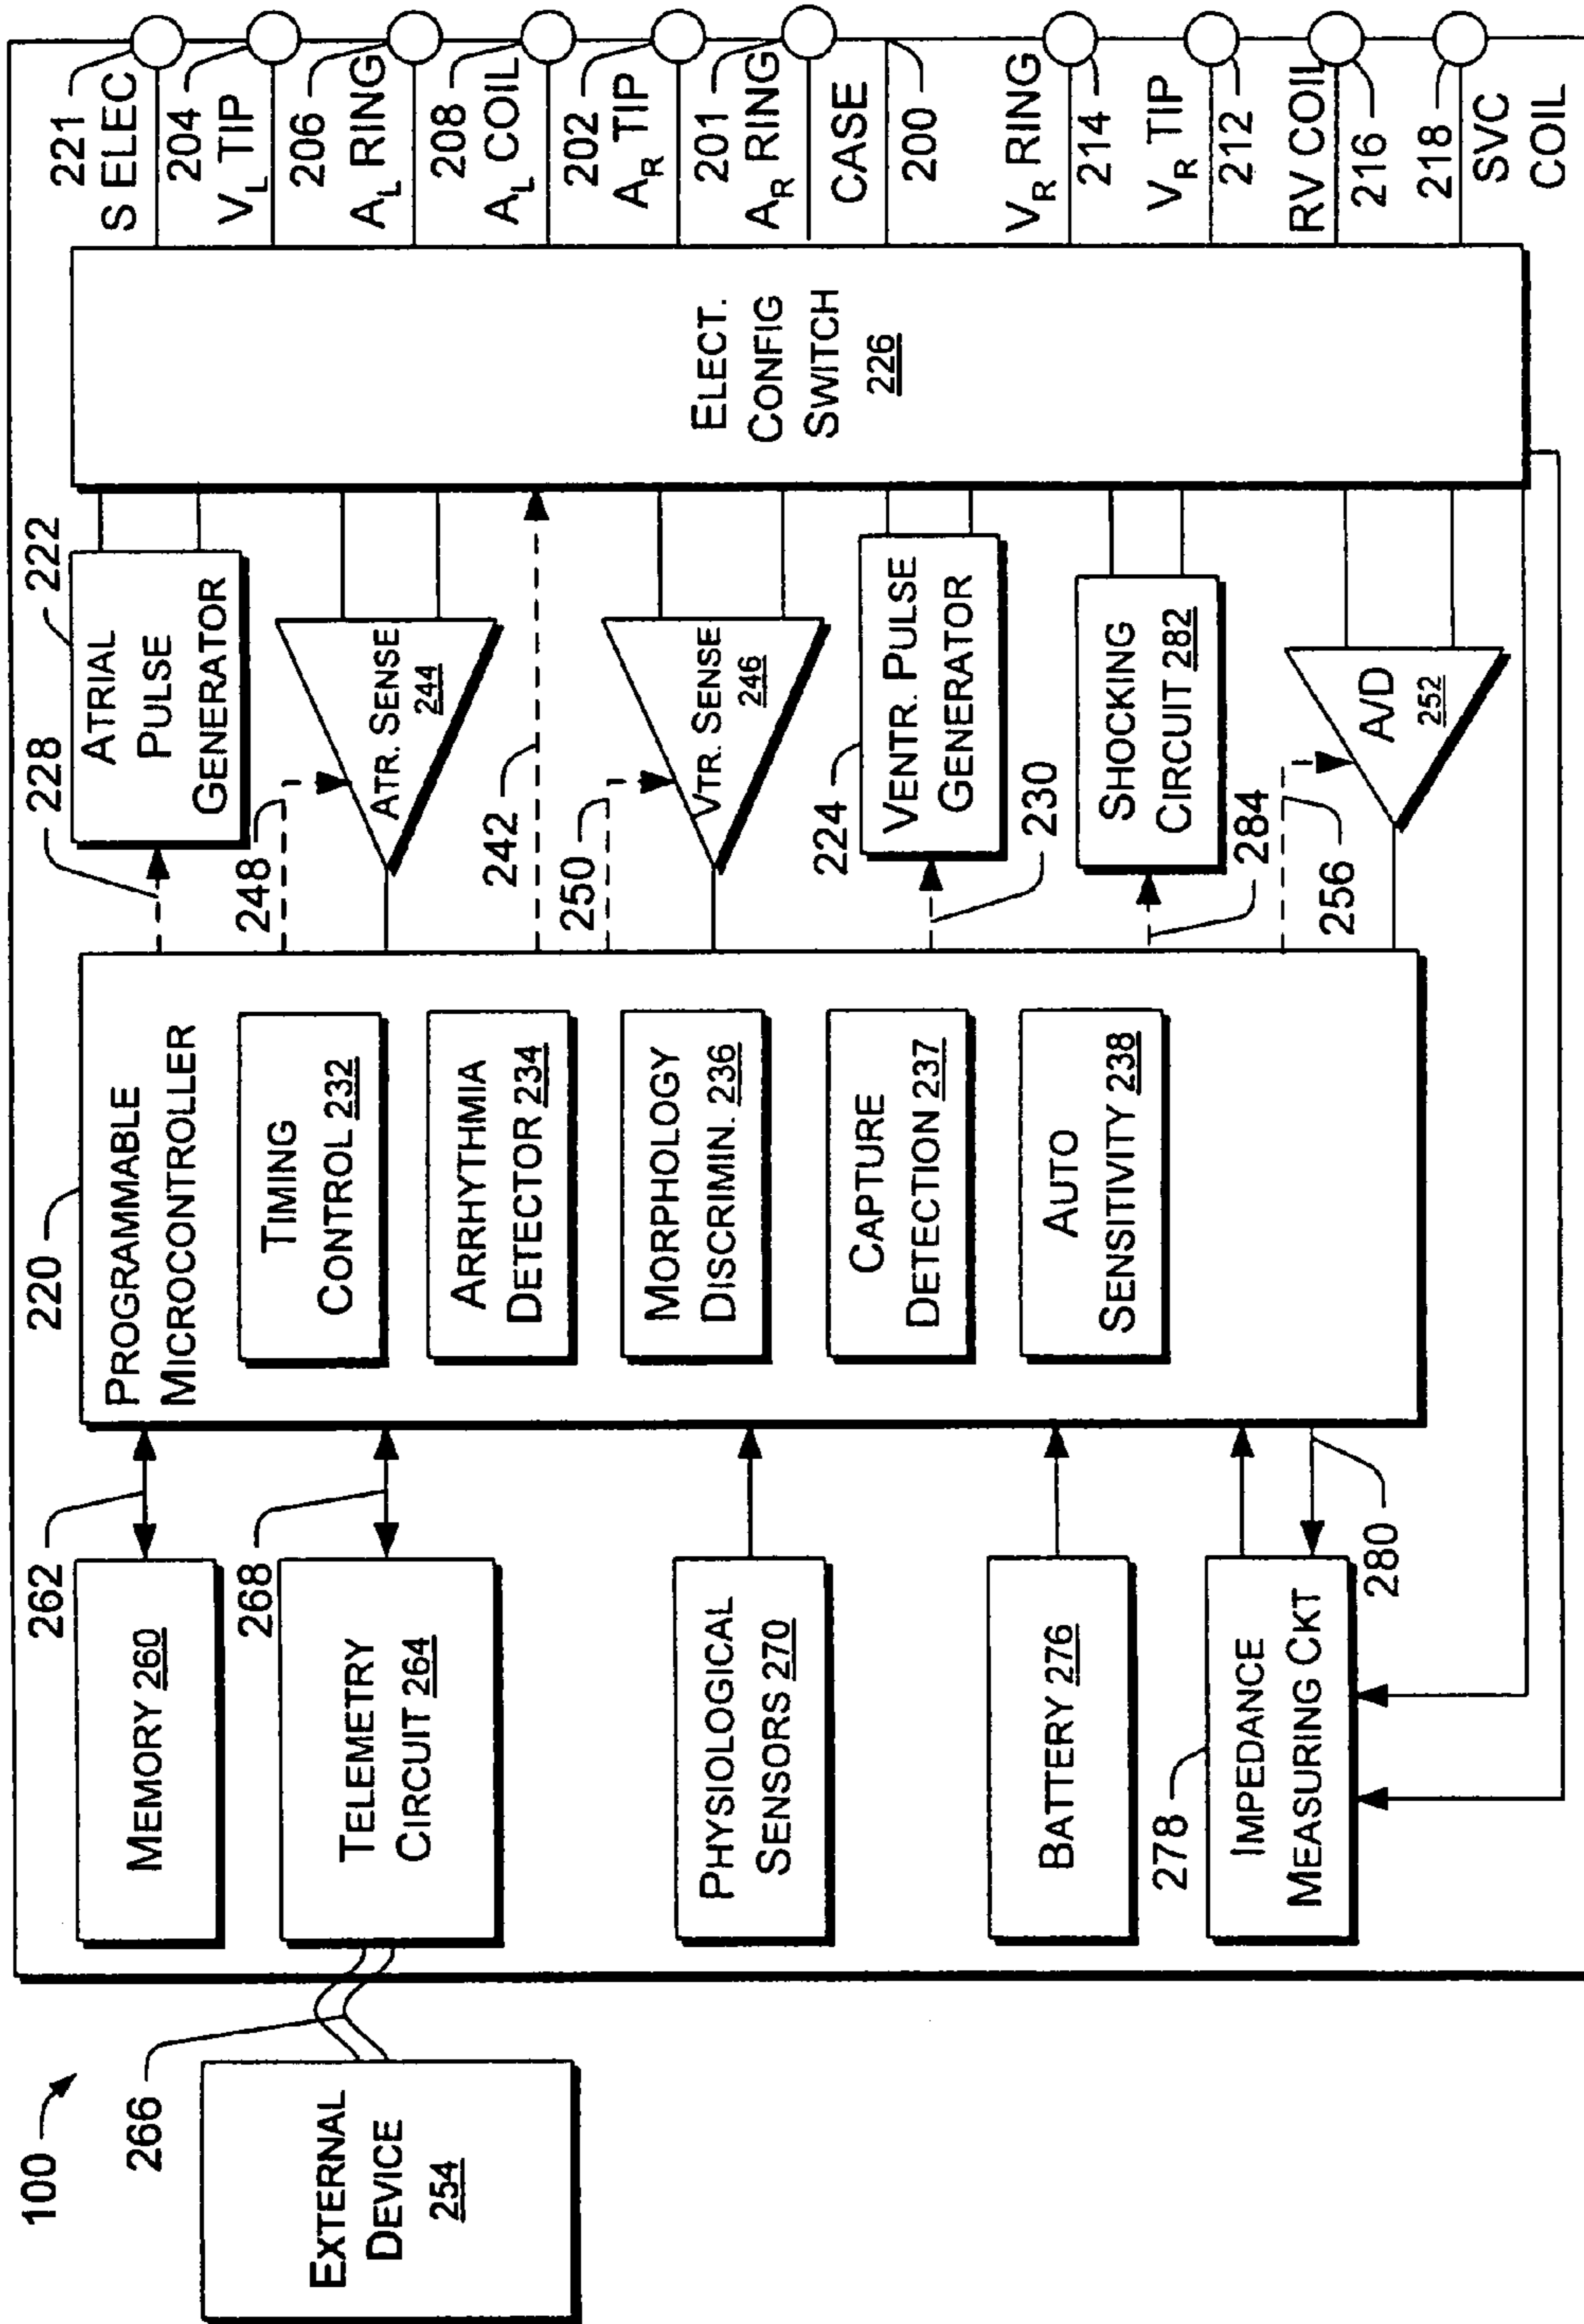 100
EXTERNAL
DEVICE
254
266
MEMORY 260
262
TELEMETRY
CIRCUIT 264
268
PHYSIOLOGICAL
SENSORS 270
BATTERY 276
278
IMPEDANCE
MEASURING CKT
280
220
PROGRAMMABLE
MICROCONTROLLER
TIMING
CONTROL 232
ARRHYTHMIA
DETECTOR 234
MORPHOLOGY
DISCRIMIN. 236
CAPTURE
DETECTION 237
AUTO
SENSITIVITY 238
228
222
ATRIAL
PULSE
GENERATOR
248
ATR. SENSE
244
242
250
VTR. SENSE
246
224
VENTR. PULSE
GENERATOR
230
SHOCKING
CIRCUIT 282
284
256
A/D
252
ELECT.
CONFIG
SWITCH
226
221
S ELEC
204
VL TIP
206
AL RING
208
AL COIL
202
AR TIP
201
AR RING
CASE
200
VR RING
214
VR TIP
212
RV COIL
216
218
SVC
COIL